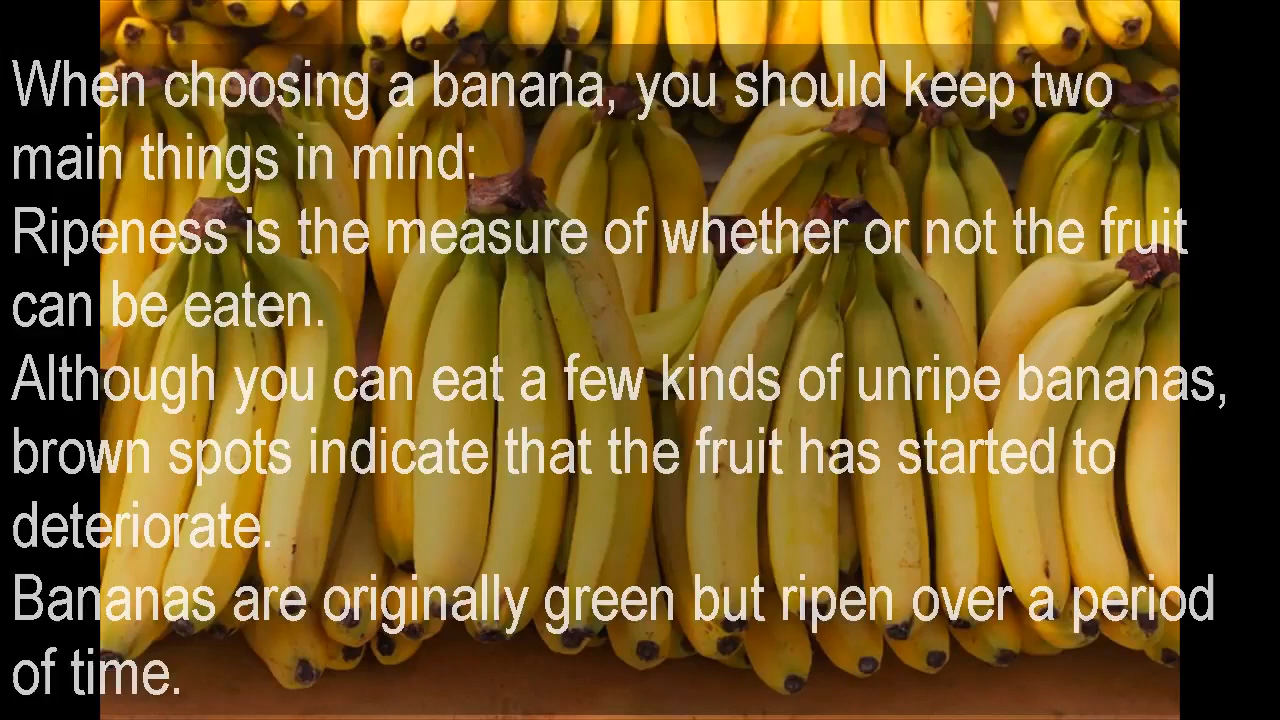 When choosing a banana, you should keep two
main things in mind:
Ripeness is the measure of whether or not the fruit
can be eaten.
Although you can eat a few kinds of unripe bananas,
brown spots indicate that the fruit has started to
deteriorate.
Bananas are originally green but ripen over a period
of time.